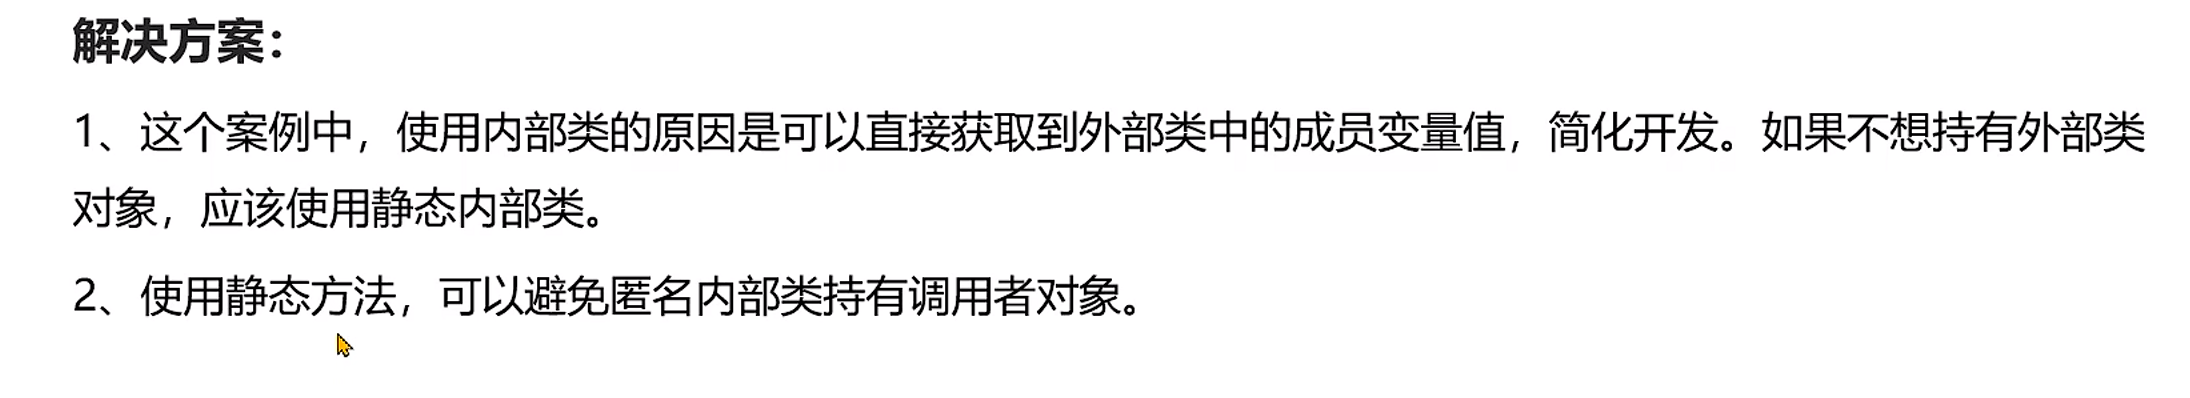 解决方案：
1、这个案例中，使用内部类的原因是可以直接获取到外部类中的成员变量值，简化开发。如果不想持有外部类
对象，应该使用静态内部类。
2、使用静态方法，可以避免匿名内部类持有调用者对象。